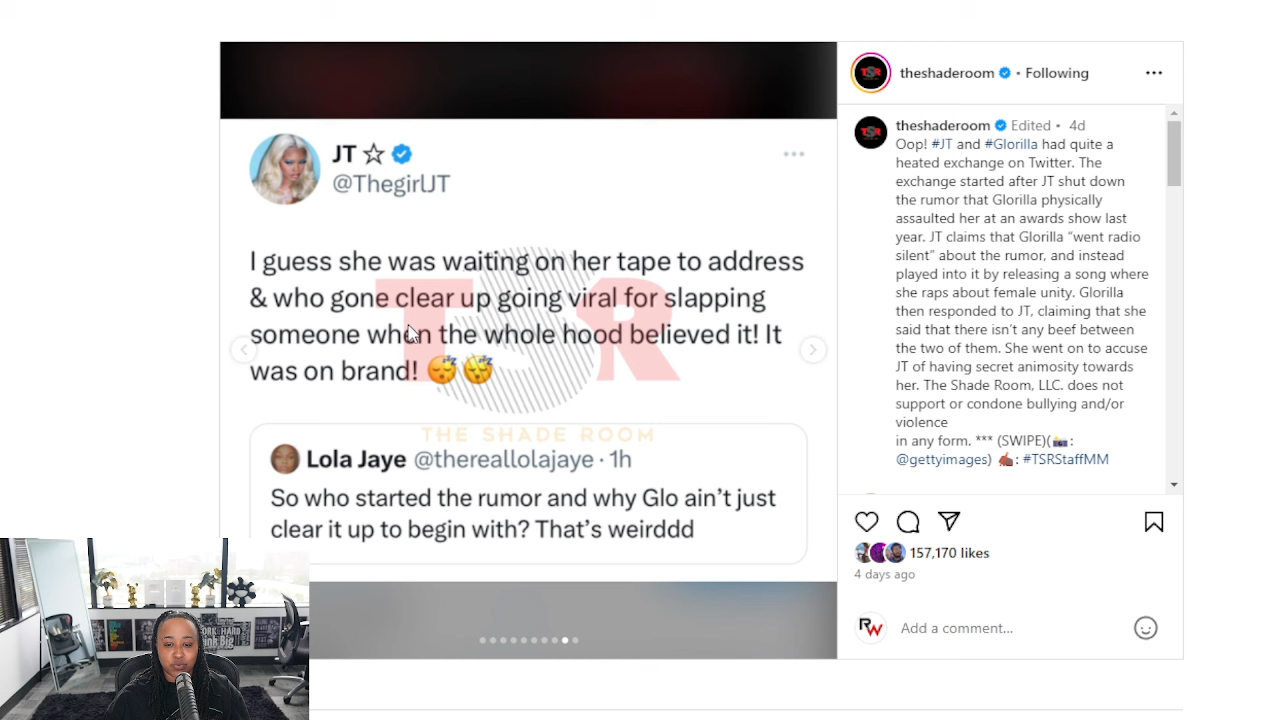 JT ☆
@ThegirlJT
I guess she was waiting on her tape to address
& who gone clear up going viral for slapping
someone when the whole hood believed it! It
was on brand! 😴😴
TSR
THE SHADE ROOM
Lola Jaye @thereallolajaye · 1h
So who started the rumor and why Glo ain't just
clear it up to begin with? That's weirddd
TSR
theshaderoom • Following
TSR
theshaderoom Edited • 4d
Oop! #JT and #Glorilla had quite a
heated exchange on Twitter. The
exchange started after JT shut down
the rumor that Glorilla physically
assaulted her at an awards show last
year. JT claims that Glorilla "went radio
silent" about the rumor, and instead
played into it by releasing a song where
she raps about female unity. Glorilla
then responded to JT, claiming that she
said that there isn't any beef between
the two of them. She went on to accuse
JT of having secret animosity towards
her. The Shade Room, LLC. does not
support or condone bullying and/or
violence
in any form. *** (SWIPE)(📸:
@gettyimages) ✍🏾: #TSRStaffMM
157,170 likes
4 days ago
RW
Add a comment...